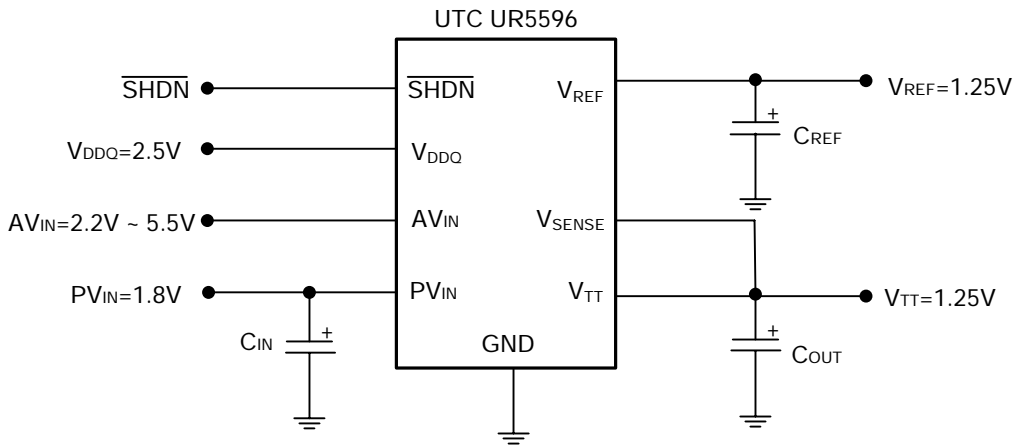 UTC UR5596
SHDN
VDDQ=2.5V
AVIN=2.2V ~ 5.5V
PVIN=1.8V
CIN
+
SHDN
VDDQ
AVIN
PVIN
GND
VREF
VSENSE
VTT
+
CREF
VREF=1.25V
VTT=1.25V
+
COUT